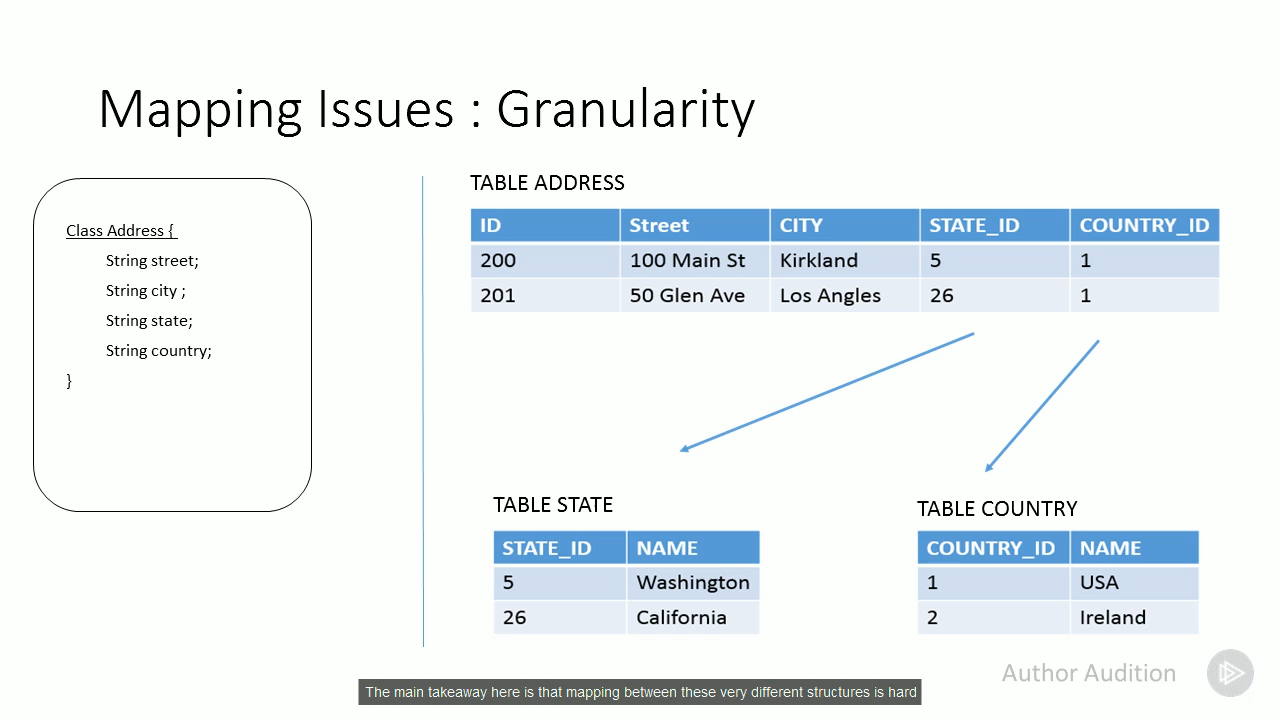 Mapping Issues : Granularity
Class Address {
String street;
String city ;
String state;
String country;
}
TABLE ADDRESS
ID Street CITY STATE_ID COUNTRY_ID
200 100 Main St Kirkland 5 1
201 50 Glen Ave Los Angles 26 1
TABLE STATE
STATE_ID NAME
5 Washington
26 California
TABLE COUNTRY
COUNTRY_ID NAME
1 USA
2 Ireland
Author Audition
The main takeaway here is that mapping between these very different structures is hard